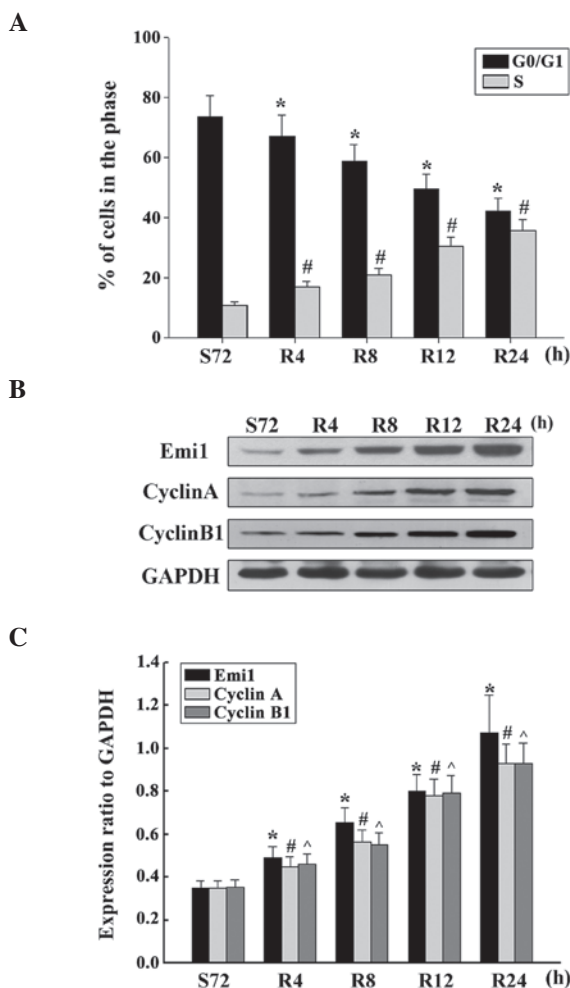 A
% of cells in the phase
100
80
60
40
20
0
G0/G1
S
*
*
*
*
#
#
#
#
S72 R4 R8 R12 R24 (h)
B
S72 R4 R8 R12 R24 (h)
Emi1
CyclinA
CyclinB1
GAPDH
C
Expression ratio to GAPDH
1.4
1.2
1.0
0.8
0.6
0.4
0.2
0.0
Emi1
Cyclin A
Cyclin B1
* # ^
* # ^
* # ^
* # ^
S72 R4 R8 R12 R24 (h)